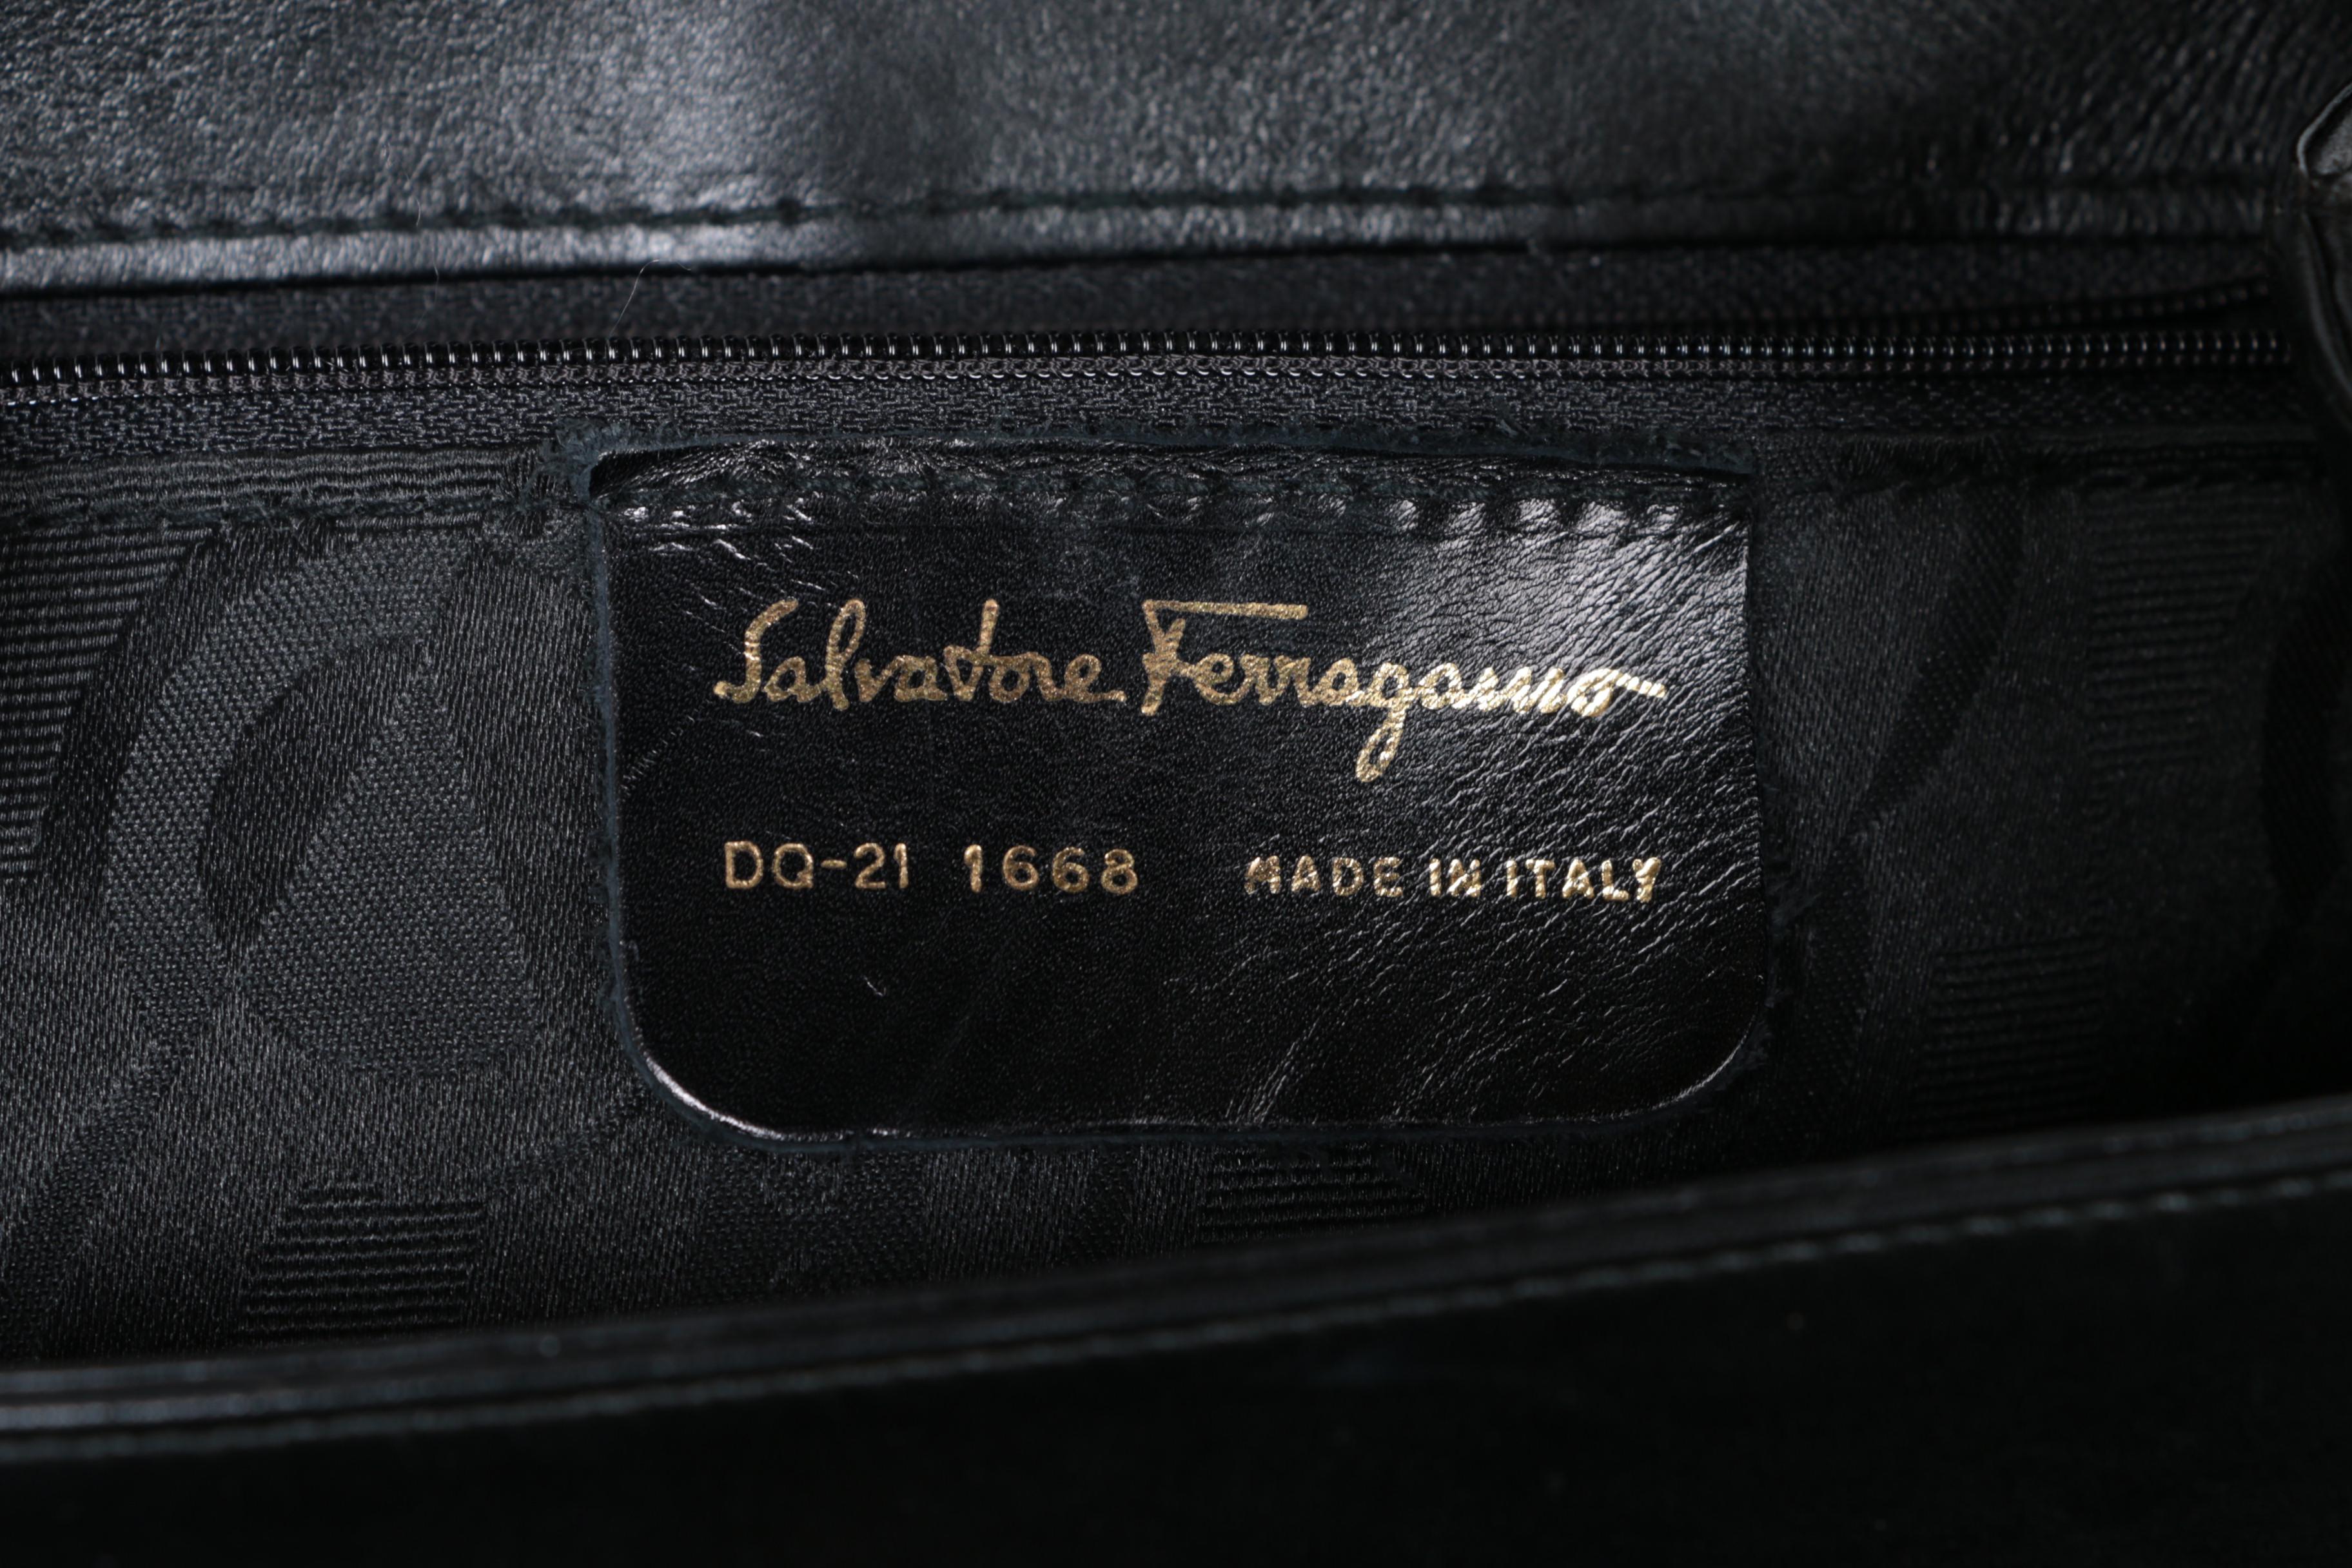 Salvatore Ferragamo
DQ-21 1668 MADE IN ITALY